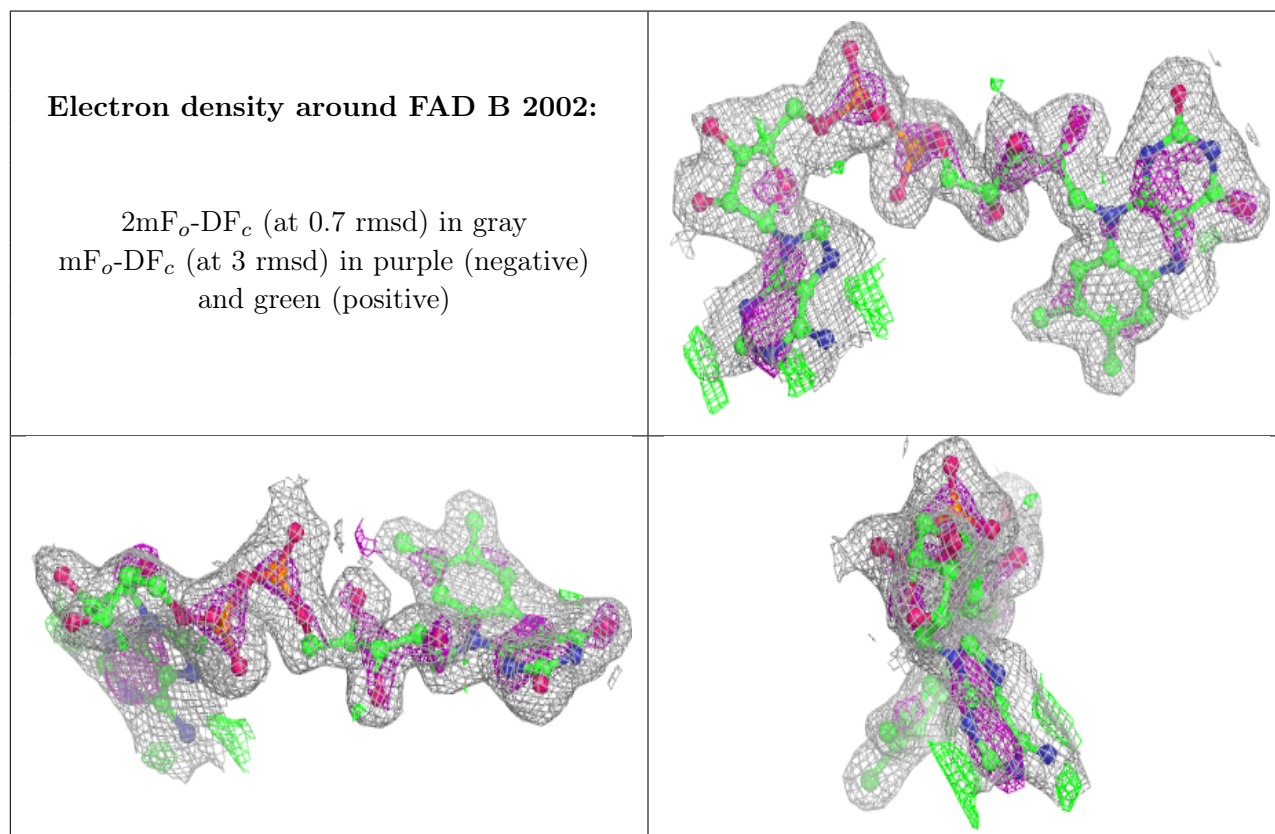 Electron density around FAD B 2002:
2mFo-DFc (at 0.7 rmsd) in gray
mFo-DFc (at 3 rmsd) in purple (negative)
and green (positive)